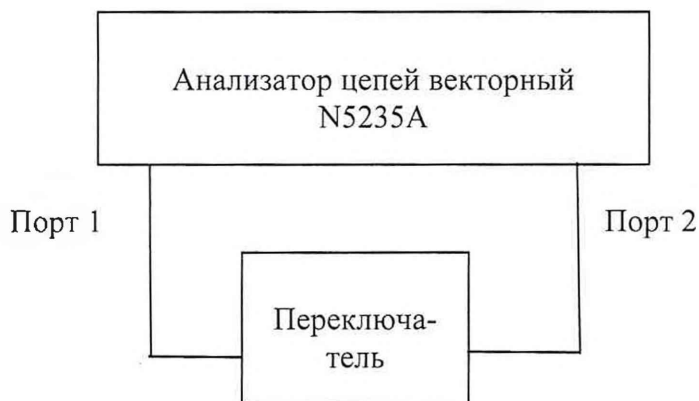 Анализатор цепей векторный
N5235A
Порт 1
Порт 2
Переключа-
тель